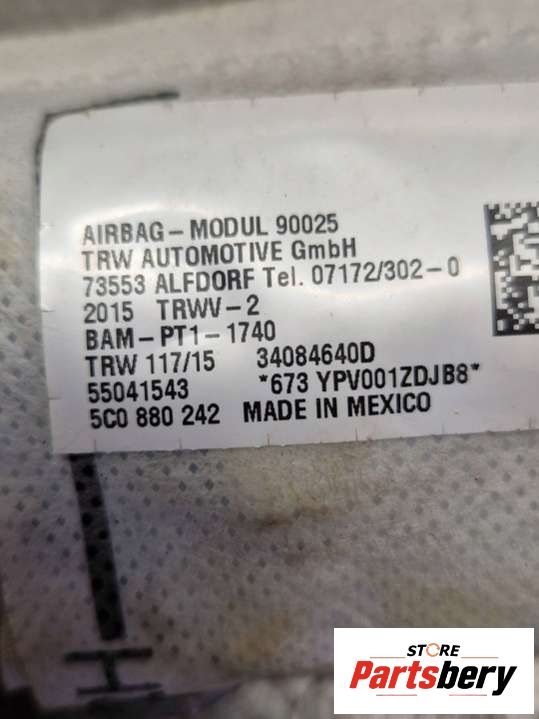 AIRBAG-MODUL 90025
TRW AUTOMOTIVE GmbH
73553 ALFDORF Tel. 07172/302-0
2015 TRWV-2
BAM-PT1-1740
TRW 117/15 34084640D
55041543 *673 YPV001ZDJB8*
5C0 880 242 MADE IN MEXICO
H
STORE
Partsbery